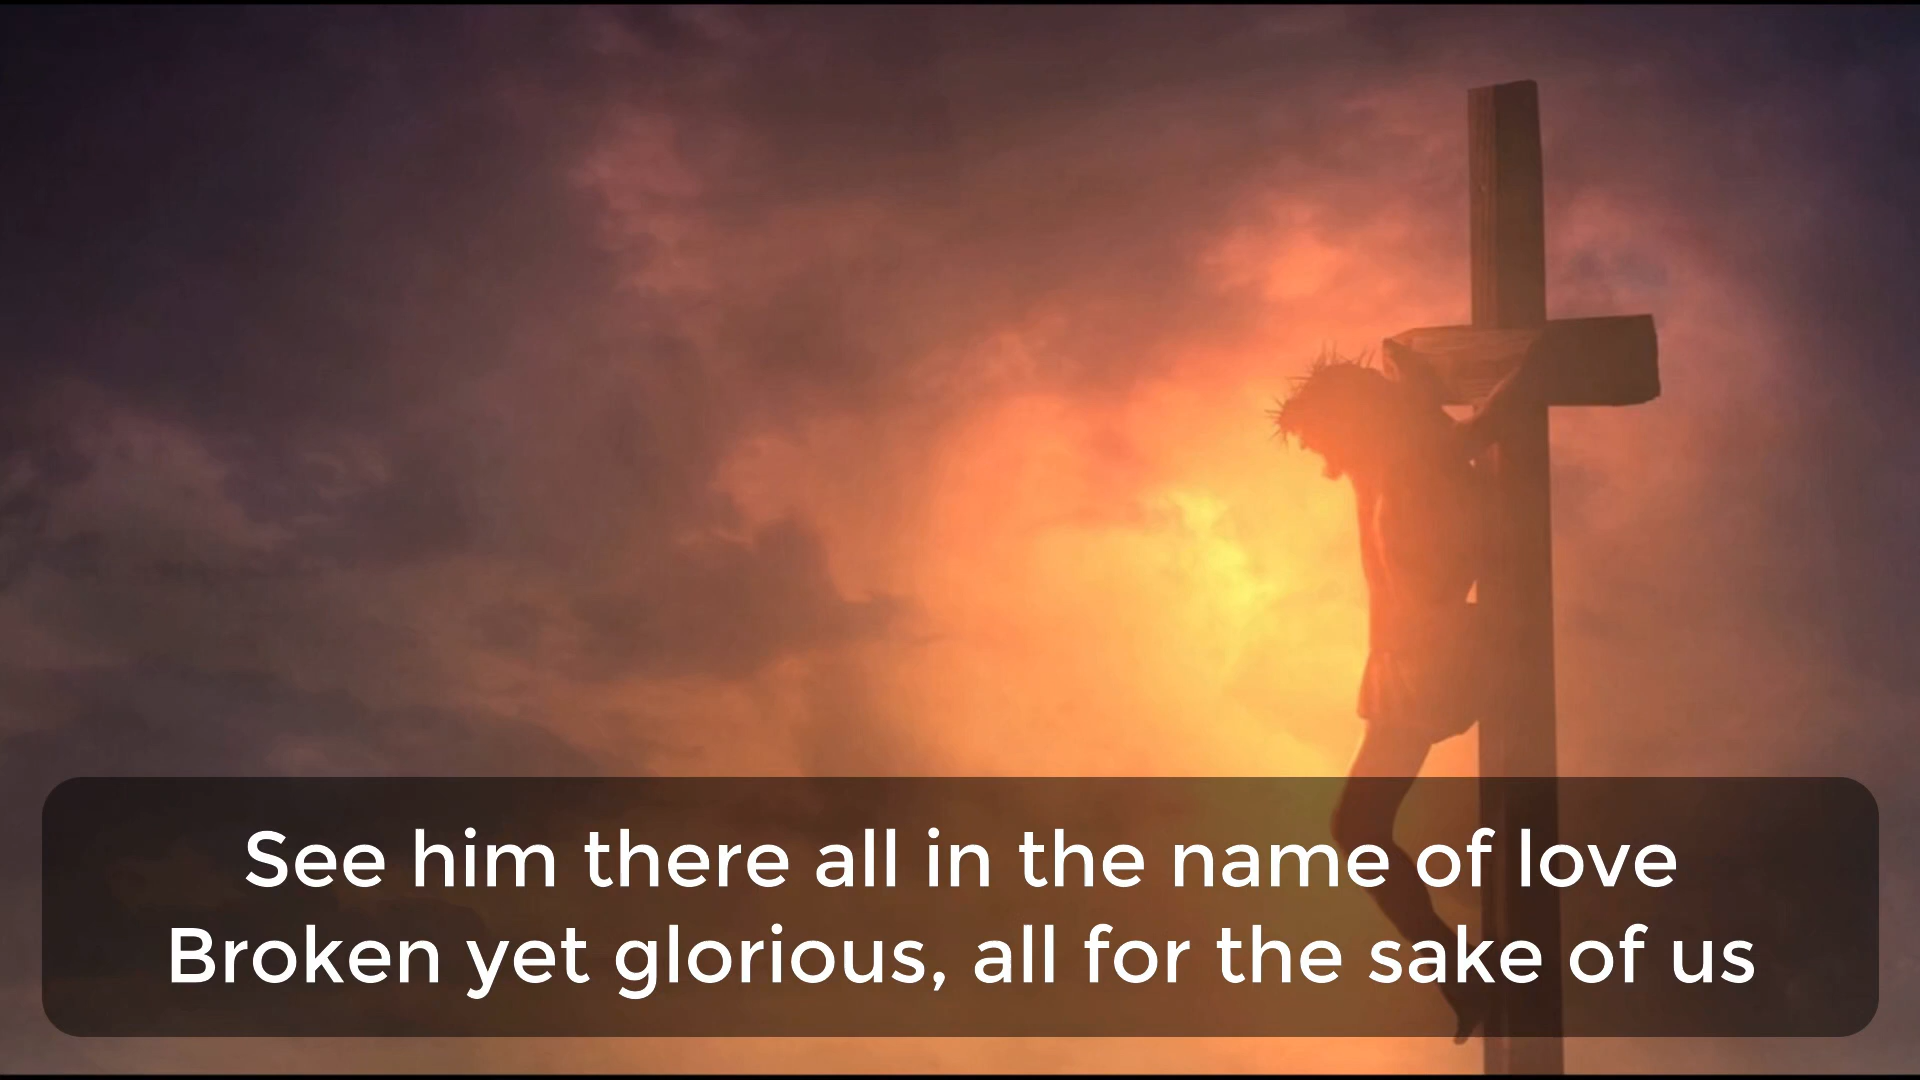 See him there all in the name of love
Broken yet glorious, all for the sake of us